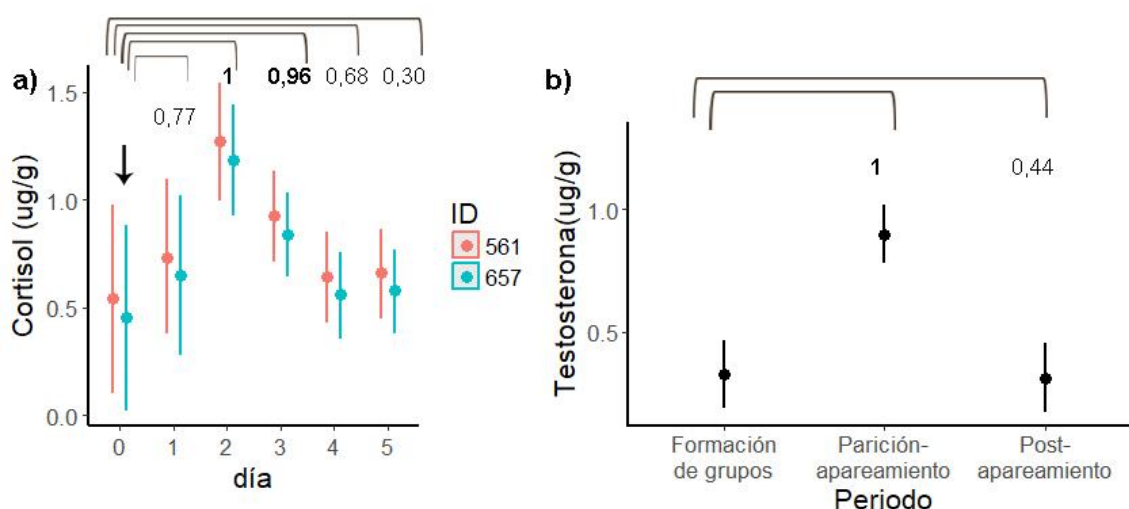 a)
0,77
1
0,96
0,68
0,30
Cortisol (ug/g)
1.5
1.0
0.5
0.0
0
1
2
3
4
5
día
ID
561
657
b)
1
0,44
Testosterona(ug/g)
1.0
0.5
Formación
de grupos
Parición-
apareamiento
Post-
apareamiento
Periodo